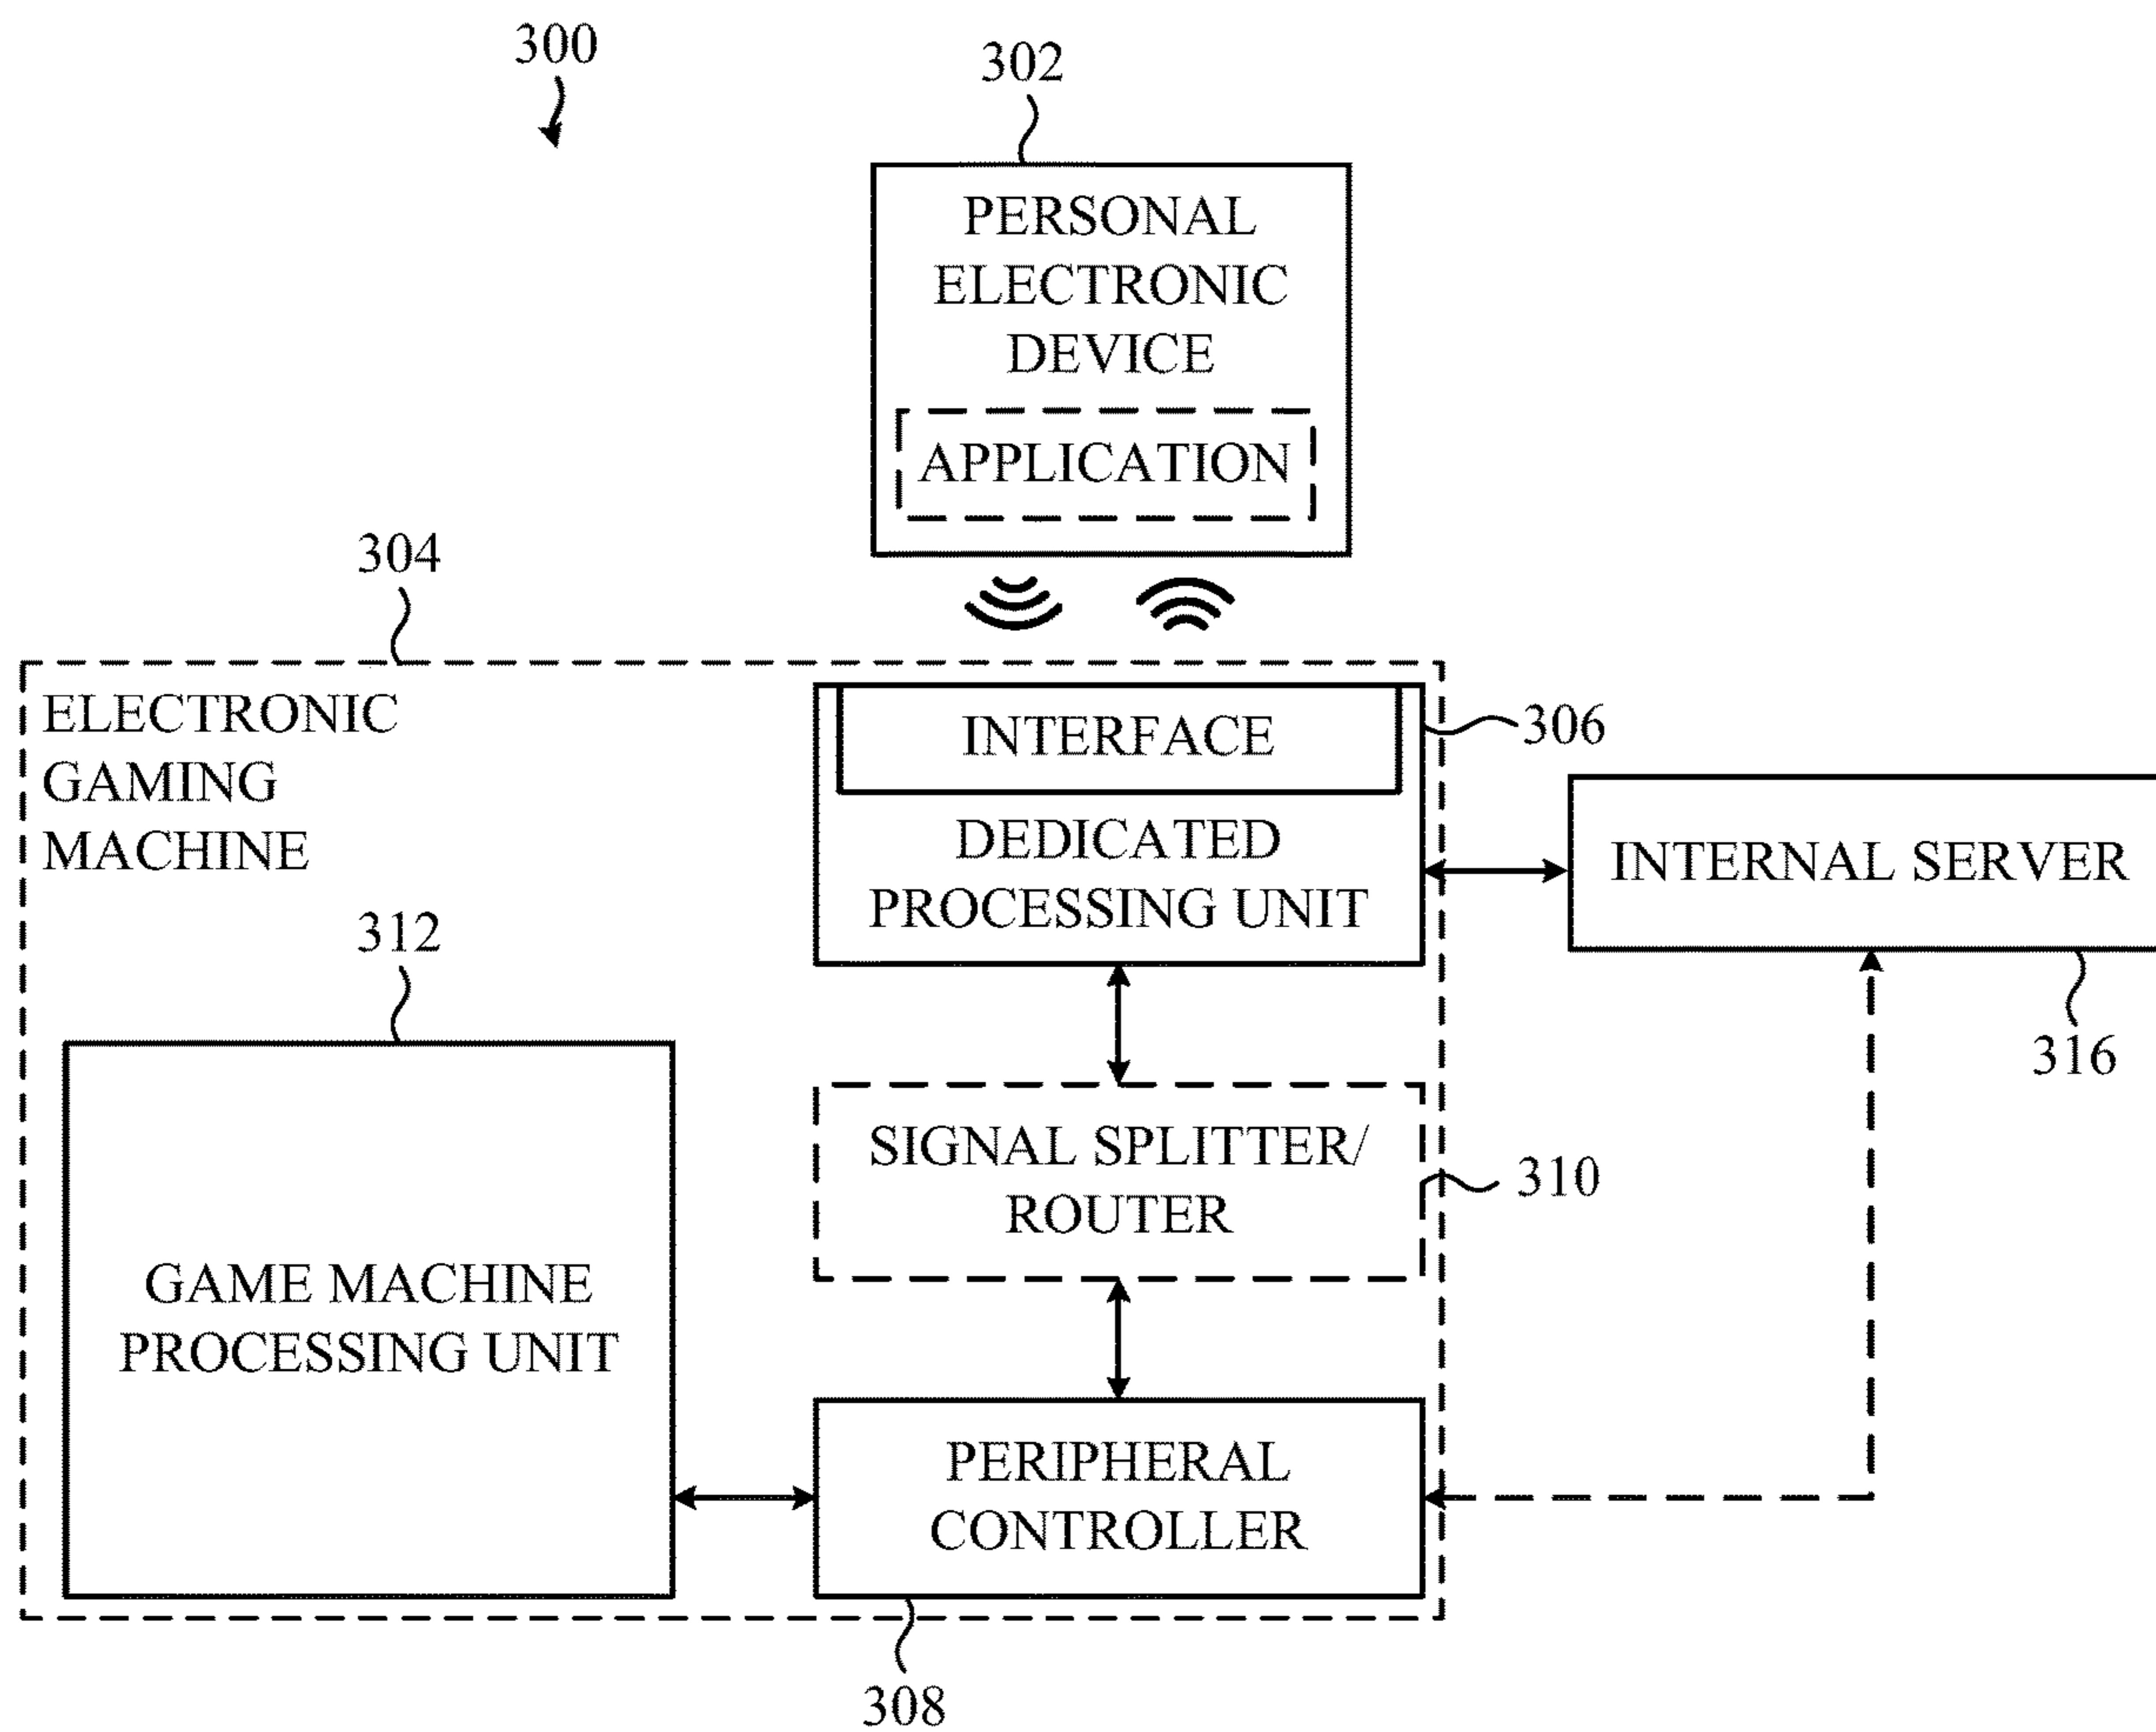 300
302
PERSONAL
ELECTRONIC
DEVICE
APPLICATION
304
ELECTRONIC
GAMING
MACHINE
INTERFACE
306
DEDICATED
PROCESSING UNIT
INTERNAL SERVER
316
312
SIGNAL SPLITTER/
ROUTER
310
GAME MACHINE
PROCESSING UNIT
PERIPHERAL
CONTROLLER
308